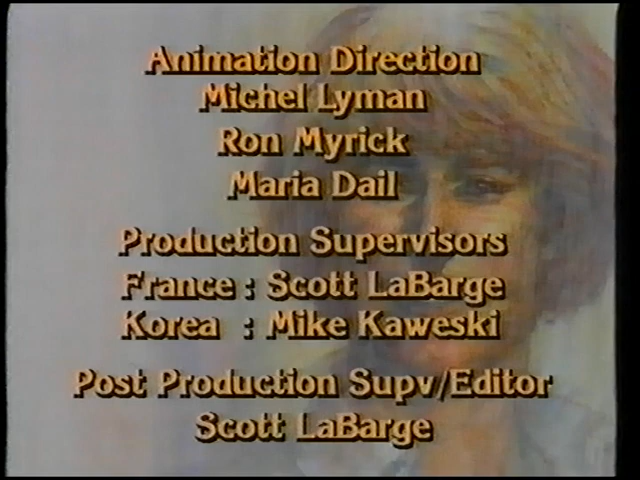 Animation Direction
Michel Lyman
Ron Myrick
Maria Dail
Production Supervisors
France : Scott LaBarge
Korea : Mike Kaweski
Post Production Supv/Editor
Scott LaBarge